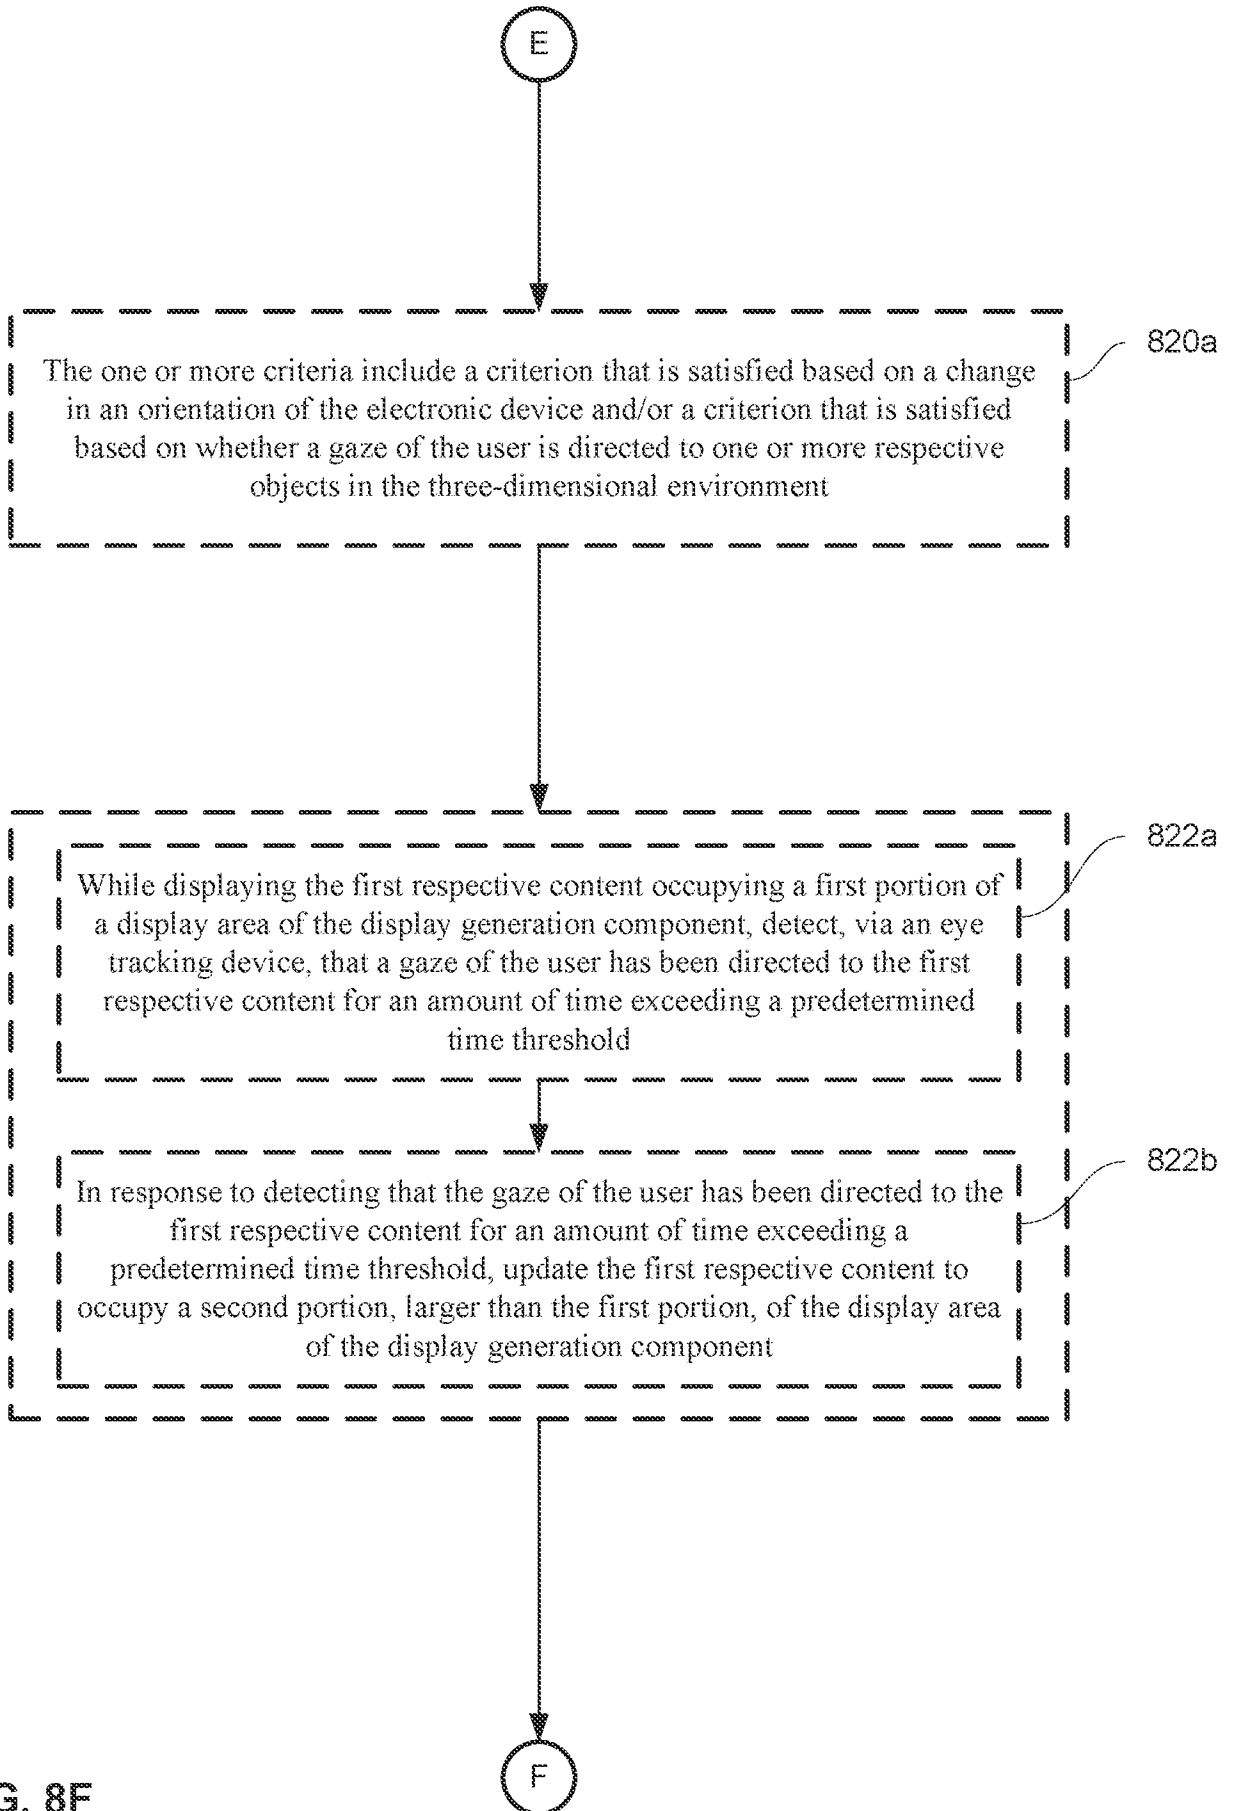 E
820a
The one or more criteria include a criterion that is satisfied based on a change
in an orientation of the electronic device and/or a criterion that is satisfied
based on whether a gaze of the user is directed to one or more respective
objects in the three-dimensional environment
822a
While displaying the first respective content occupying a first portion of
a display area of the display generation component, detect, via an eye
tracking device, that a gaze of the user has been directed to the first
respective content for an amount of time exceeding a predetermined
time threshold
822b
In response to detecting that the gaze of the user has been directed to the
first respective content for an amount of time exceeding a
predetermined time threshold, update the first respective content to
occupy a second portion, larger than the first portion, of the display area
of the display generation component
F
G. 8F